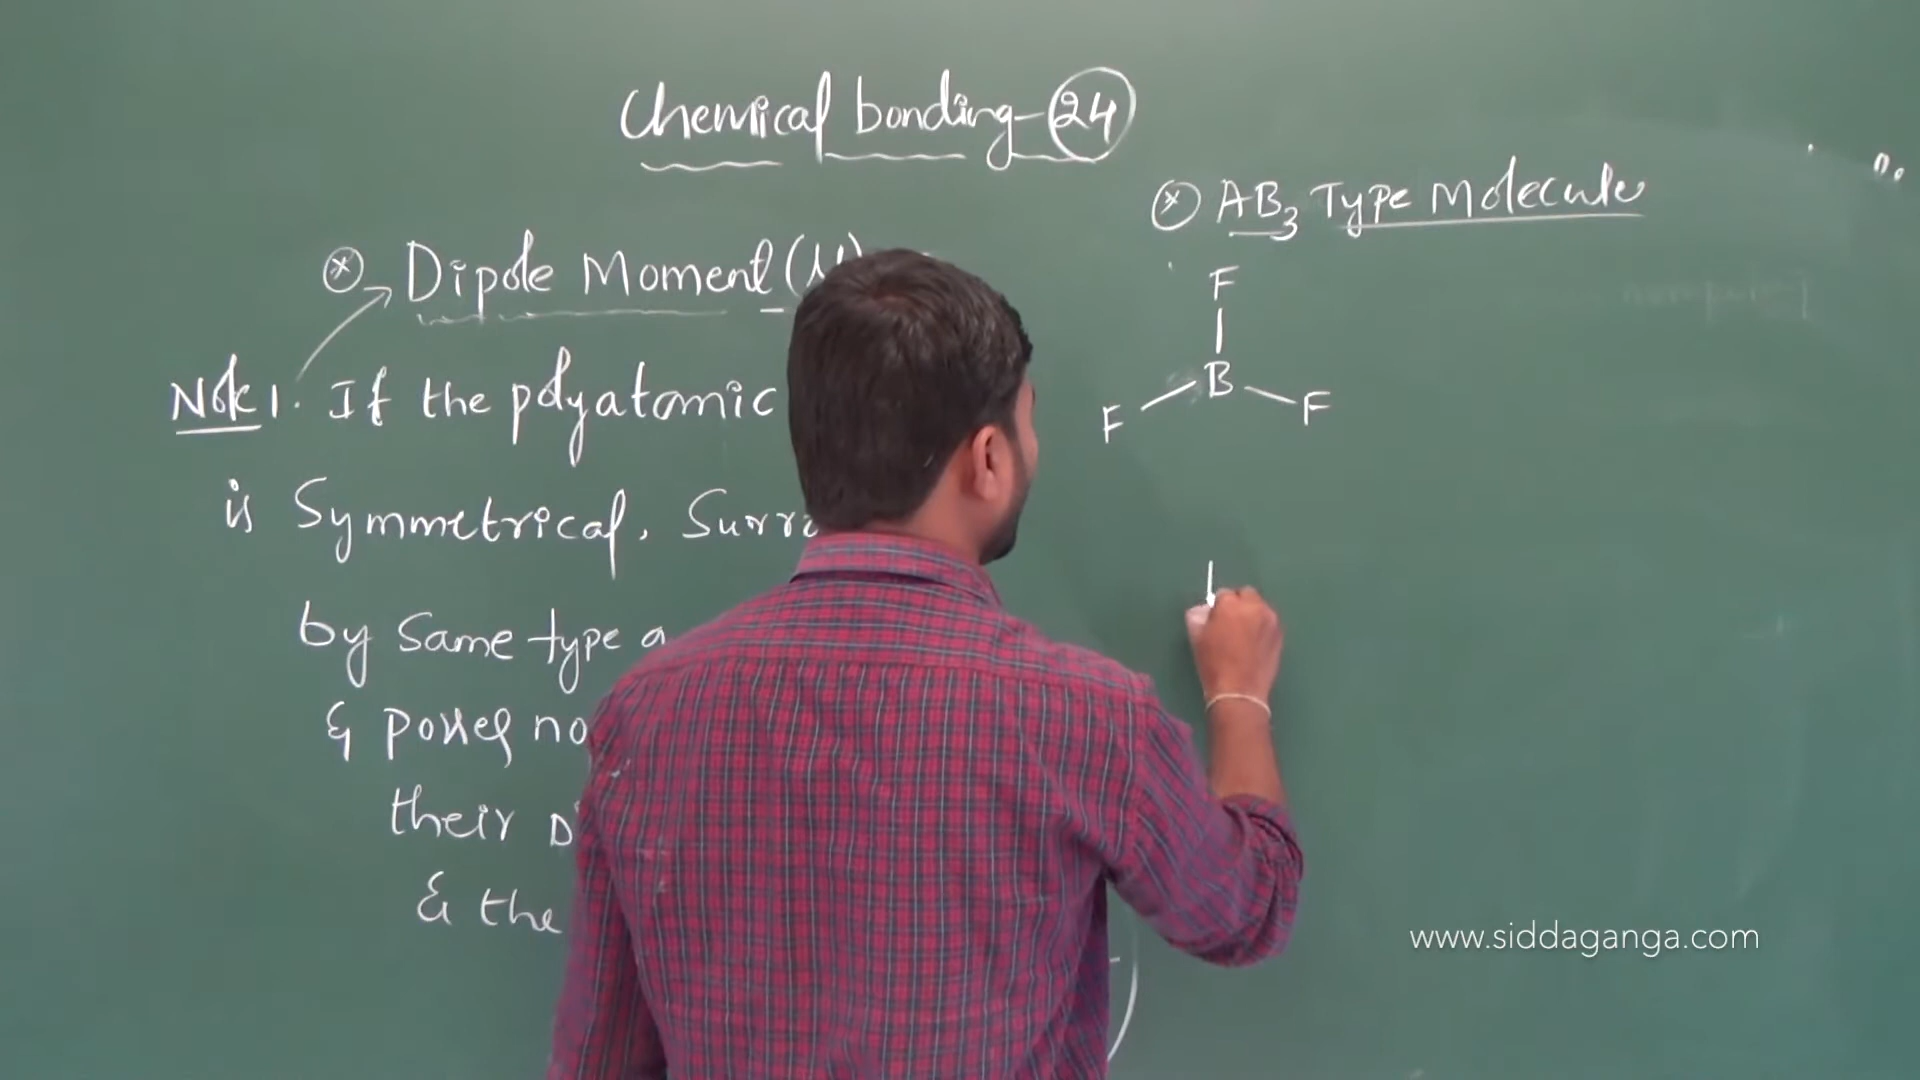 Chemical bonding - 24
* Dipole Moment (μ)
Note 1. If the polyatomic
is Symmetrical, Surro
by same type a
& posses no
their D
& the
* AB3 Type Molecule
F
B
F F
www.siddaganga.com